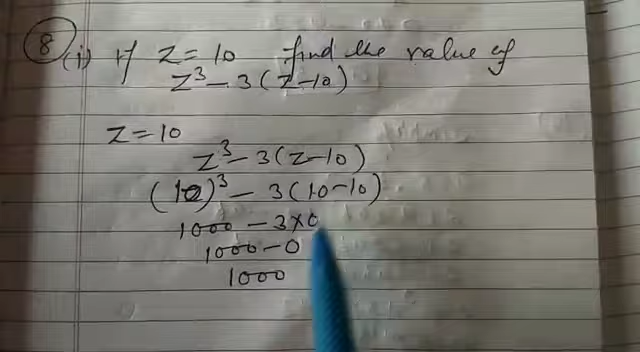 8 (i) If z = 10 find the value of
z³ - 3(z-10)
z = 10
z³ - 3(z-10)
(10)³ - 3(10-10)
1000 - 3×0
1000 - 0
1000